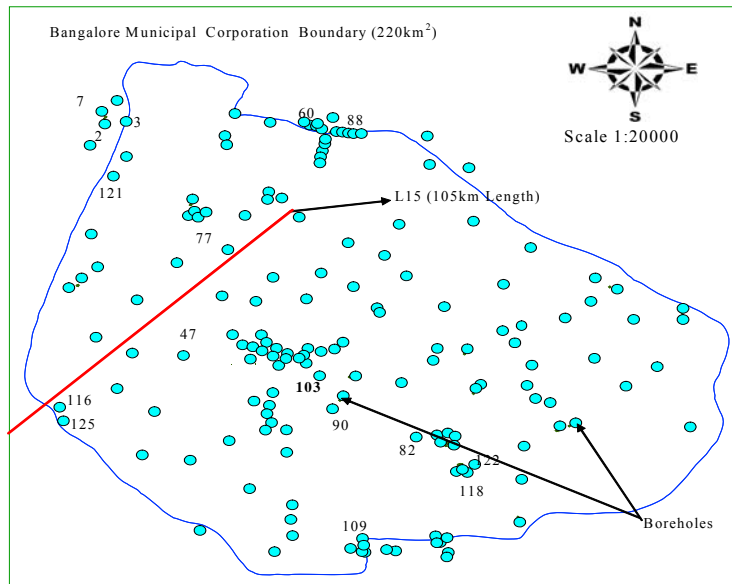 Bangalore Municipal Corporation Boundary (220km²)
N
W E
S
Scale 1:20000
7
3
2
60
88
121
L15 (105km Length)
77
47
103
116
125
90
82
122
118
109
Boreholes